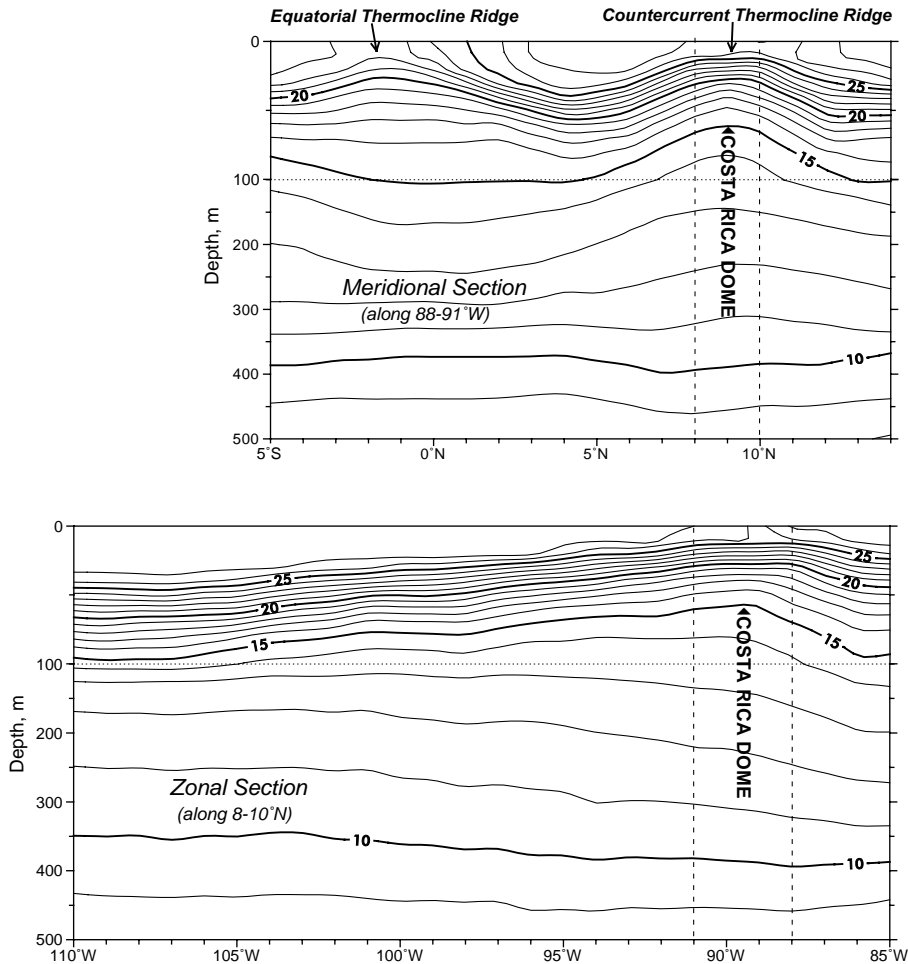 Equatorial Thermocline Ridge
Countercurrent Thermocline Ridge
0
100
200
300
400
500
Depth, m
20
25
20
15
10
COSTA RICA DOME
Meridional Section
(along 88-91˚W)
5˚S
0˚N
5˚N
10˚N
0
100
200
300
400
500
Depth, m
25
20
15
10
25
20
15
10
COSTA RICA DOME
Zonal Section
(along 8-10˚N)
110˚W
105˚W
100˚W
95˚W
90˚W
85˚W